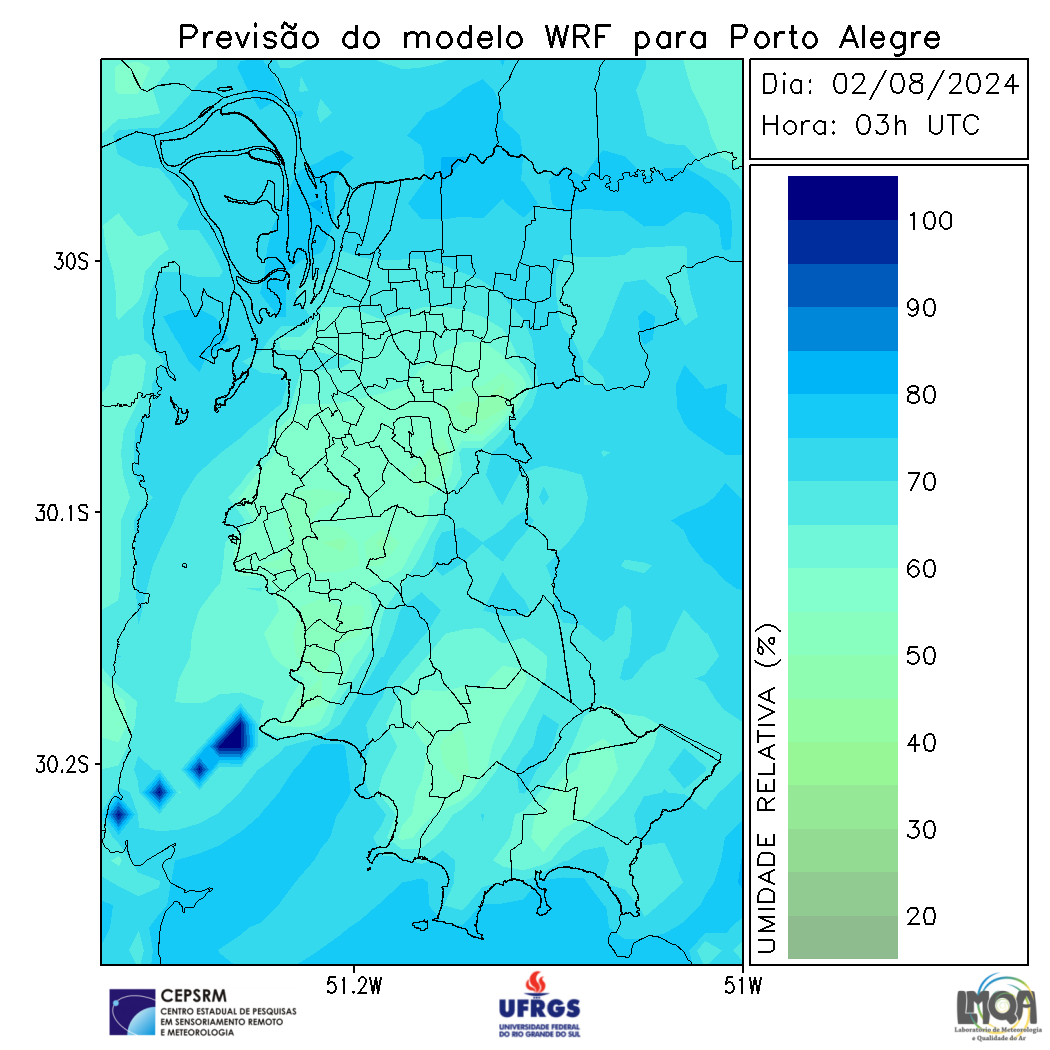 Previsão do modelo WRF para Porto Alegre
Dia: 02/08/2024
Hora: 03h UTC
30S
30.1S
30.2S
51.2W
51W
UMIDADE RELATIVA (%)
100
90
80
70
60
50
40
30
20
CEPSRM
CENTRO ESTADUAL DE PESQUISAS
EM SENSORIAMENTO REMOTO
E METEOROLOGIA
UFRGS
UNIVERSIDADE FEDERAL
DO RIO GRANDE DO SUL
LMQA
Laboratório de Meteorologia
e Qualidade do Ar